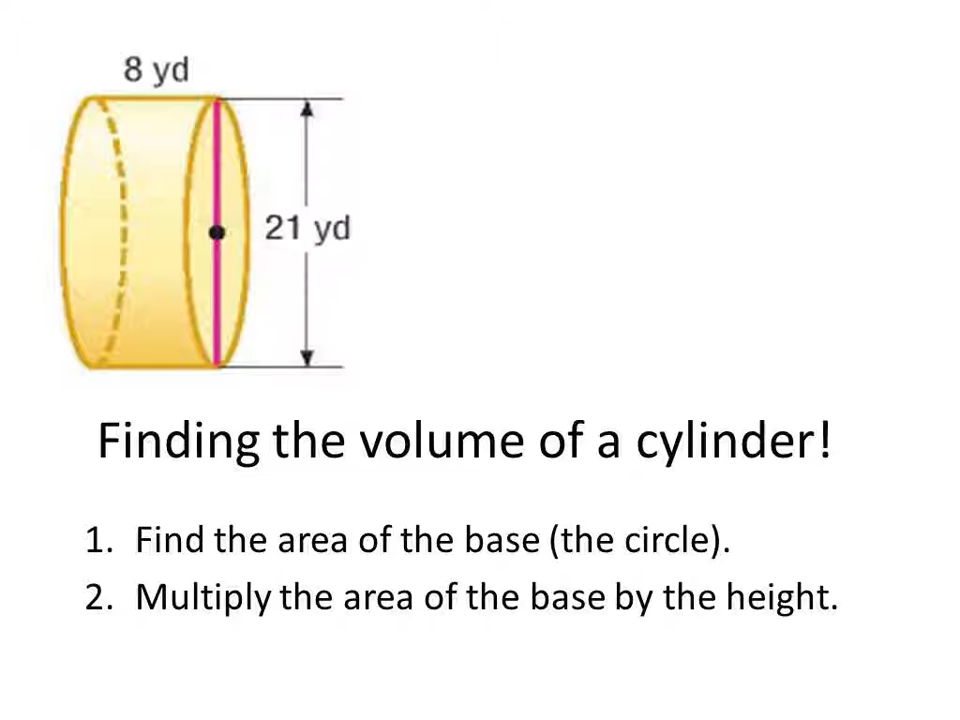 8 yd
21 yd
Finding the volume of a cylinder!
1. Find the area of the base (the circle).
2. Multiply the area of the base by the height.